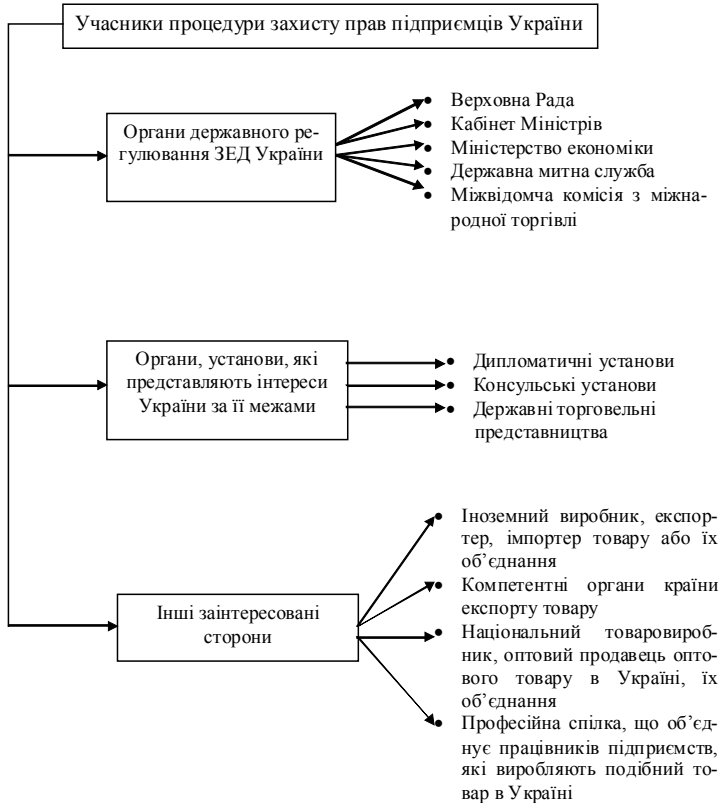 Учасники процедури захисту прав підприємців України
Органи державного ре-
гулювання ЗЕД України
• Верховна Рада
• Кабінет Міністрів
• Міністерство економіки
• Державна митна служба
• Міжвідомча комісія з міжна-
родної торгівлі
Органи, установи, які
представляють інтереси
України за її межами
• Дипломатичні установи
• Консульські установи
• Державні торговельні
представництва
Інші заінтересовані
сторони
• Іноземний виробник, експор-
тер, імпортер товару або їх
об’єднання
• Компетентні органи країни
експорту товару
• Національний товаровироб-
ник, оптовий продавець опто-
вого товару в Україні, їх
об’єднання
• Професійна спілка, що об’єд-
нує працівників підприємств,
які виробляють подібний то-
вар в Україні